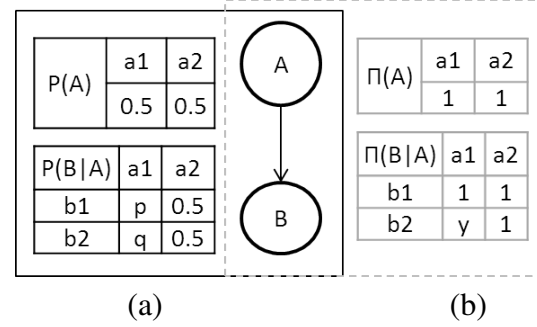 P(A) a1 a2
0.5 0.5
P(B|A) a1 a2
b1 p 0.5
b2 q 0.5
A
B
Π(A) a1 a2
1 1
Π(B|A) a1 a2
b1 1 1
b2 y 1
(a) (b)